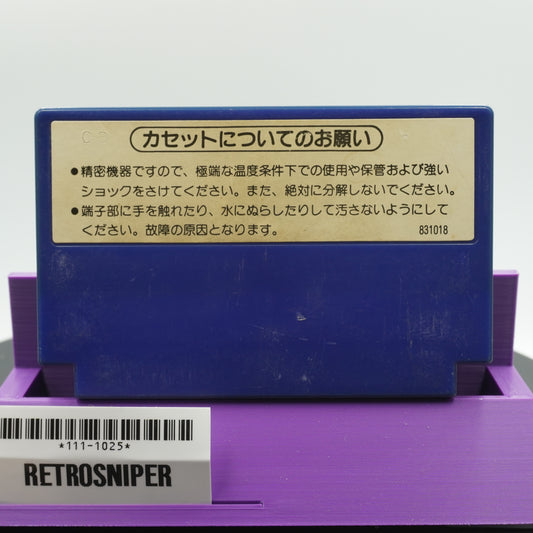 カセットについてのお願い
●精密機器ですので、極端な温度条件下での使用や保管および強い
ショックをさけてください。また、絶対に分解しないでください。
●端子部に手を触れたり、水にぬらしたりして汚さないようにして
ください。故障の原因となります。 831018
*111-1025*
RETROSNIPER